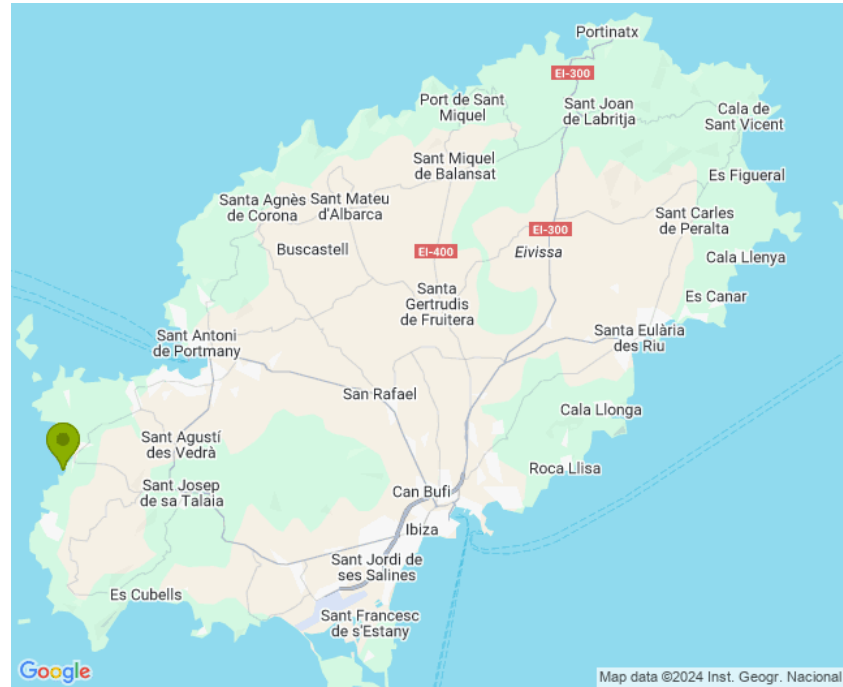 Portinatx
EI-300
Port de Sant
Miquel
Sant Joan
de Labritja
Cala de
Sant Vicent
Sant Miquel
de Balansat
Es Figueral
Santa Agnès
de Corona
Sant Mateu
d'Albarca
Sant Carles
de Peralta
EI-300
Buscastell
EI-400
Eivissa
Cala Llenya
Santa
Gertrudis
de Fruitera
Es Canar
Sant Antoni
de Portmany
Santa Eulària
des Riu
San Rafael
Cala Llonga
Sant Agustí
des Vedrà
Roca Llisa
Sant Josep
de sa Talaia
Can Bufí
Ibiza
Sant Jordi de
ses Salines
Es Cubells
Sant Francesc
de s'Estany
Google
Map data ©2024 Inst. Geogr. Nacional